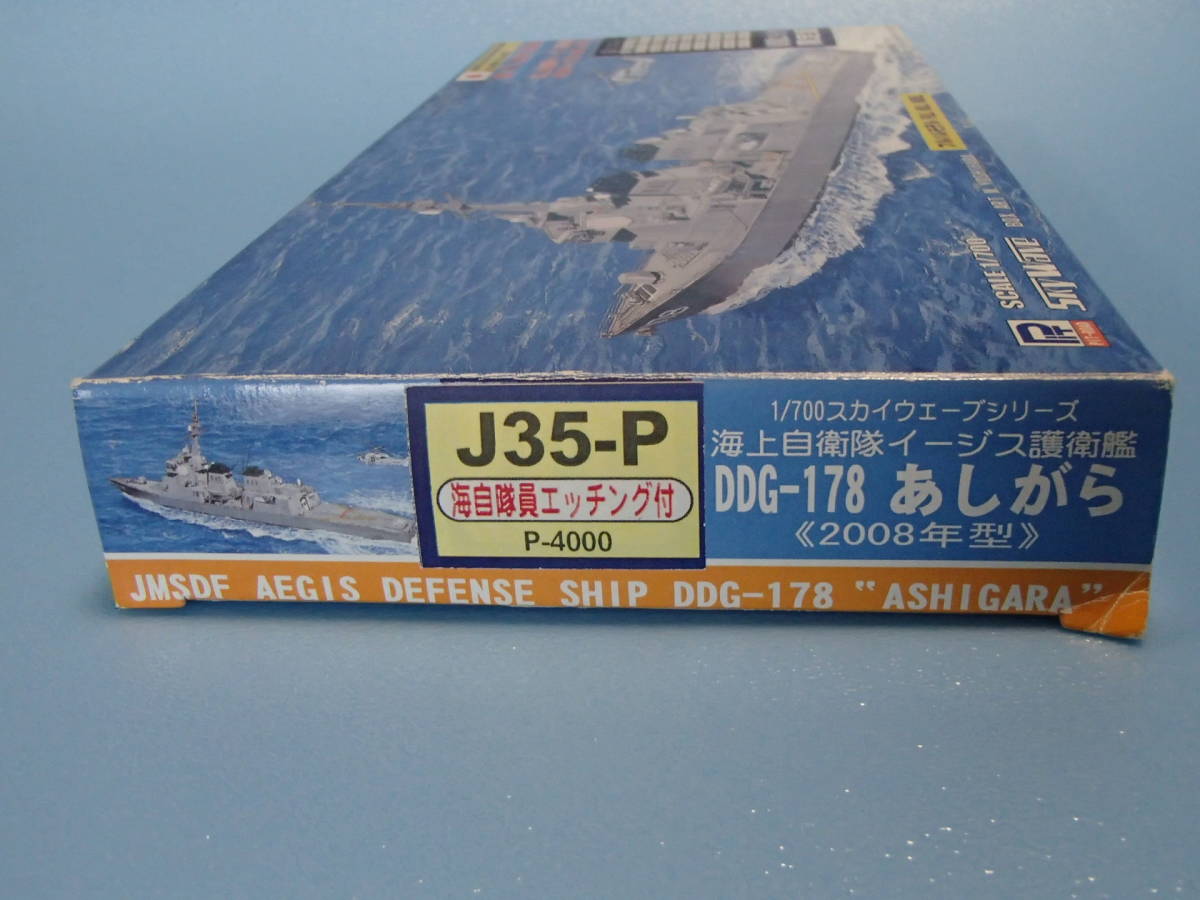 SCALE 1/700
SKYWAVE
J35-P
海自隊員エッチング付
P-4000
1/700スカイウェーブシリーズ
海上自衛隊イージス護衛艦
DDG-178 あしがら
《2008年型》
JMSDF AEGIS DEFENSE SHIP DDG-178 "ASHIGARA"